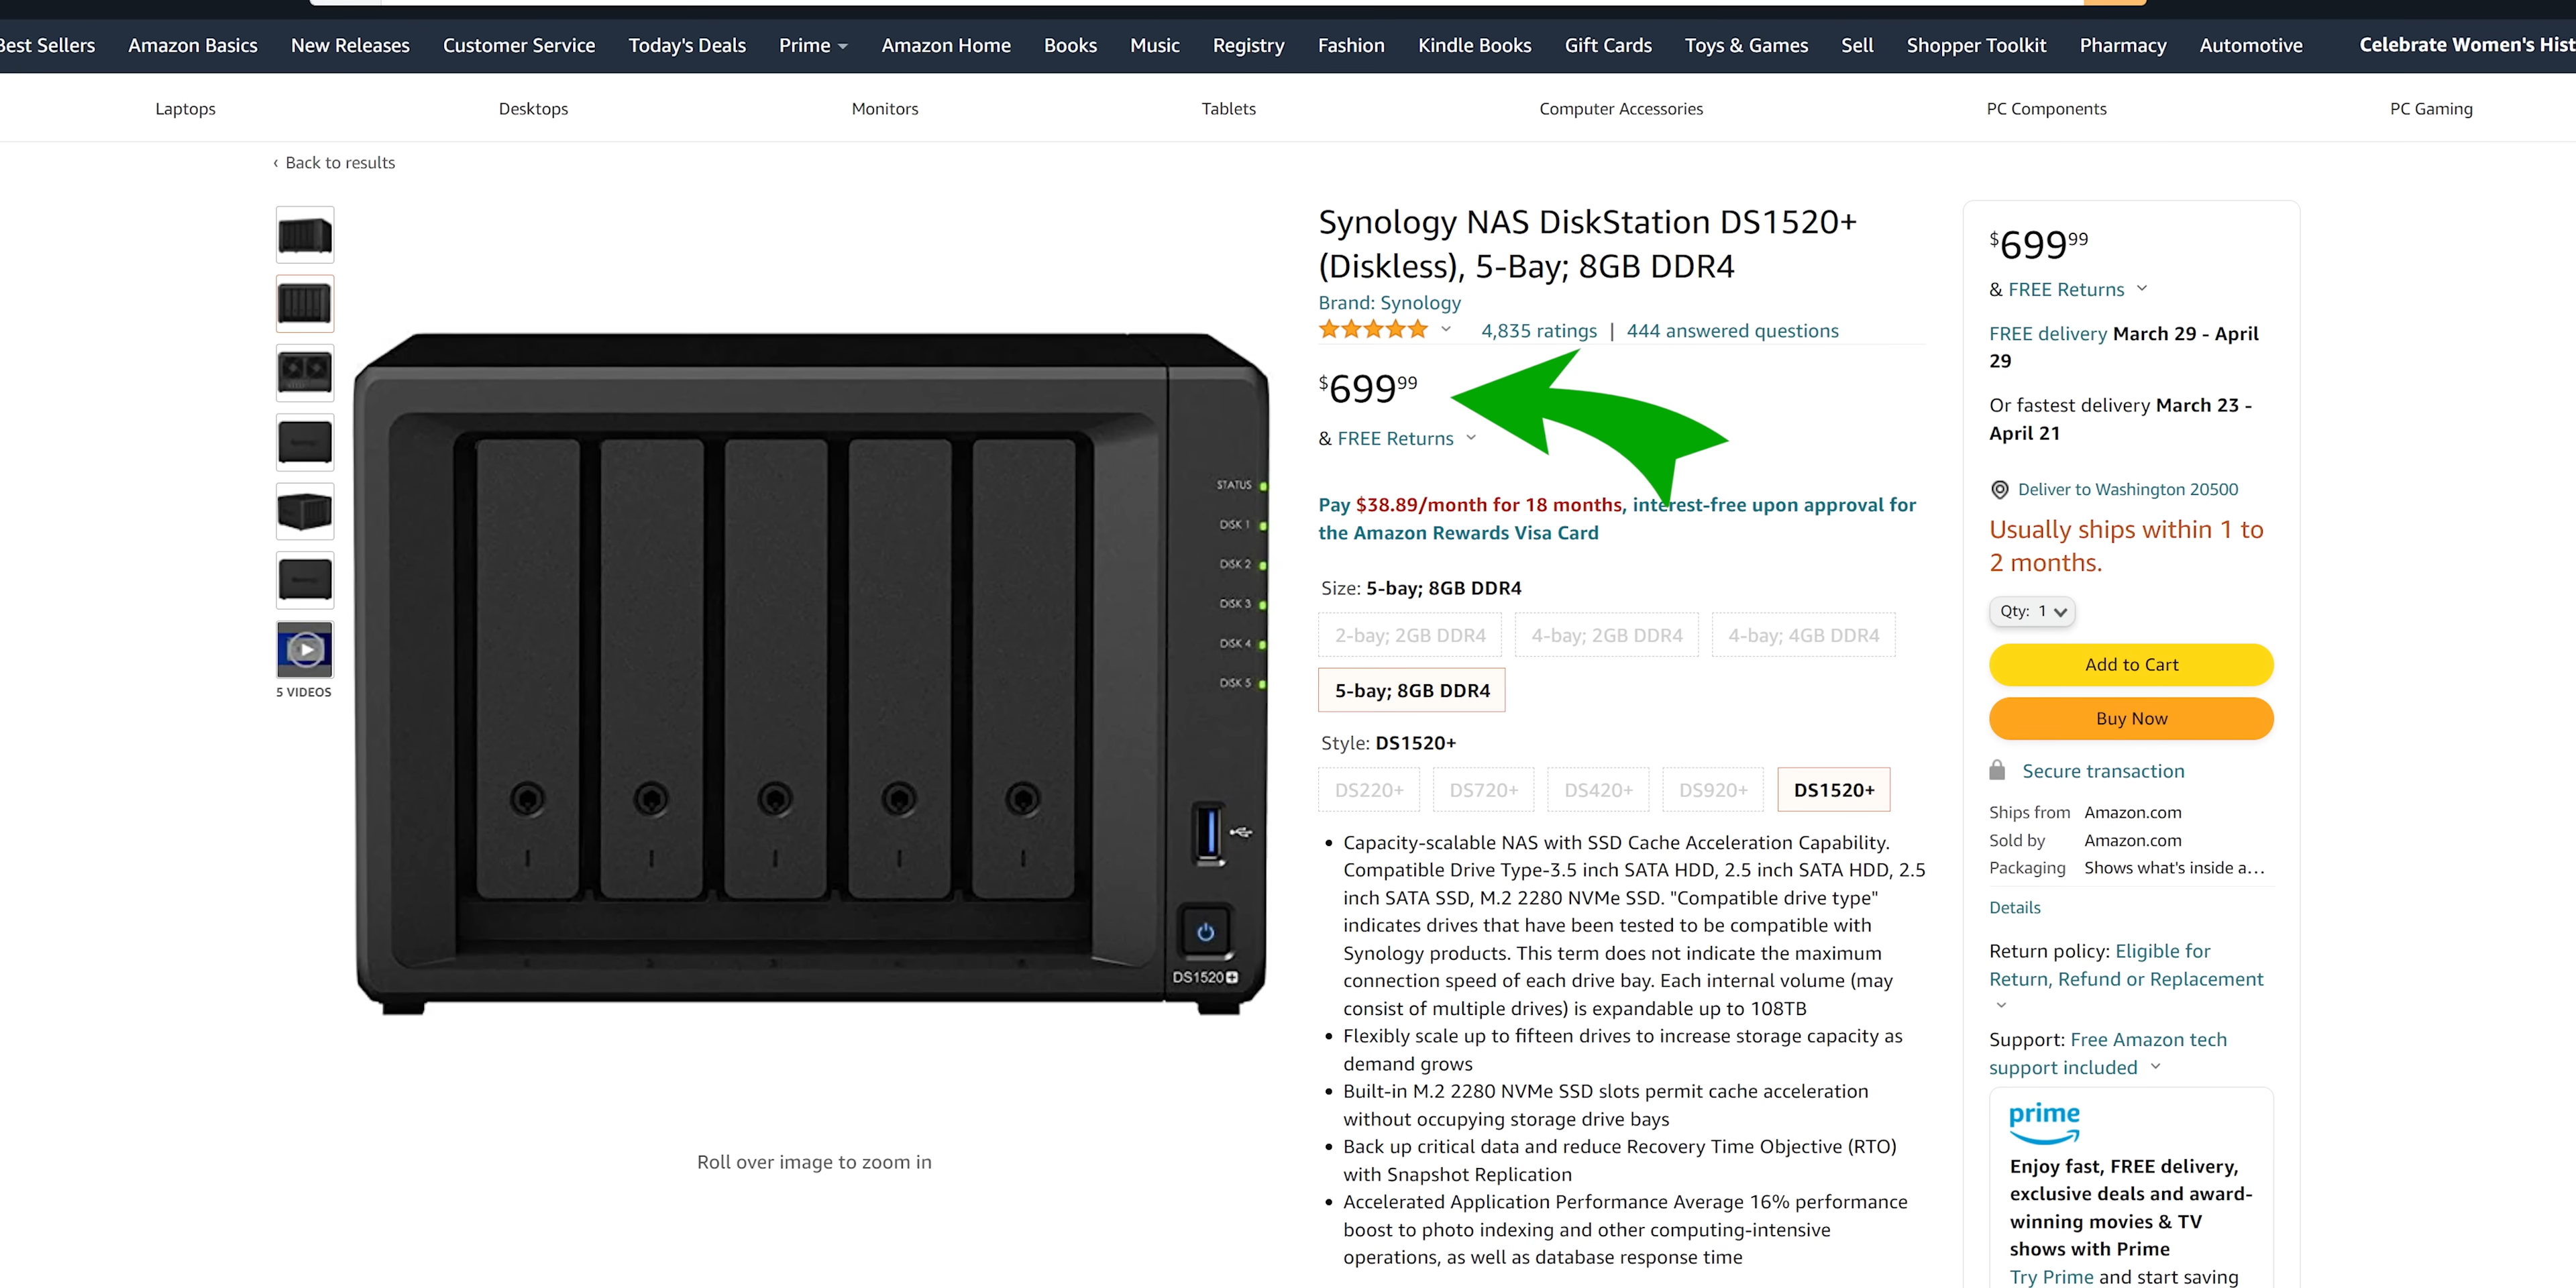 Best Sellers Amazon Basics New Releases Customer Service Today's Deals Prime Amazon Home Books Music Registry Fashion Kindle Books Gift Cards Toys & Games Sell Shopper Toolkit Pharmacy Automotive Celebrate Women's Hist
Laptops Desktops Monitors Tablets Computer Accessories PC Components PC Gaming
‹ Back to results
5 VIDEOS
STATUS
DISK 1
DISK 2
DISK 3
DISK 4
DISK 5
DS1520+
Roll over image to zoom in
Synology NAS DiskStation DS1520+
(Diskless), 5-Bay; 8GB DDR4
Brand: Synology
4,835 ratings | 444 answered questions
$699.99
& FREE Returns
Pay $38.89/month for 18 months, interest-free upon approval for
the Amazon Rewards Visa Card
Size: 5-bay; 8GB DDR4
2-bay; 2GB DDR4 4-bay; 2GB DDR4 4-bay; 4GB DDR4
5-bay; 8GB DDR4
Style: DS1520+
DS220+ DS720+ DS420+ DS920+ DS1520+
• Capacity-scalable NAS with SSD Cache Acceleration Capability.
Compatible Drive Type-3.5 inch SATA HDD, 2.5 inch SATA HDD, 2.5
inch SATA SSD, M.2 2280 NVMe SSD. "Compatible drive type"
indicates drives that have been tested to be compatible with
Synology products. This term does not indicate the maximum
connection speed of each drive bay. Each internal volume (may
consist of multiple drives) is expandable up to 108TB
• Flexibly scale up to fifteen drives to increase storage capacity as
demand grows
• Built-in M.2 2280 NVMe SSD slots permit cache acceleration
without occupying storage drive bays
• Back up critical data and reduce Recovery Time Objective (RTO)
with Snapshot Replication
• Accelerated Application Performance Average 16% performance
boost to photo indexing and other computing-intensive
operations, as well as database response time
$699.99
& FREE Returns
FREE delivery March 29 - April
29
Or fastest delivery March 23 -
April 21
Deliver to Washington 20500
Usually ships within 1 to
2 months.
Qty: 1
Add to Cart
Buy Now
Secure transaction
Ships from Amazon.com
Sold by Amazon.com
Packaging Shows what's inside a…
Details
Return policy: Eligible for
Return, Refund or Replacement
Support: Free Amazon tech
support included
prime
Enjoy fast, FREE delivery,
exclusive deals and award-
winning movies & TV
shows with Prime
Try Prime and start saving